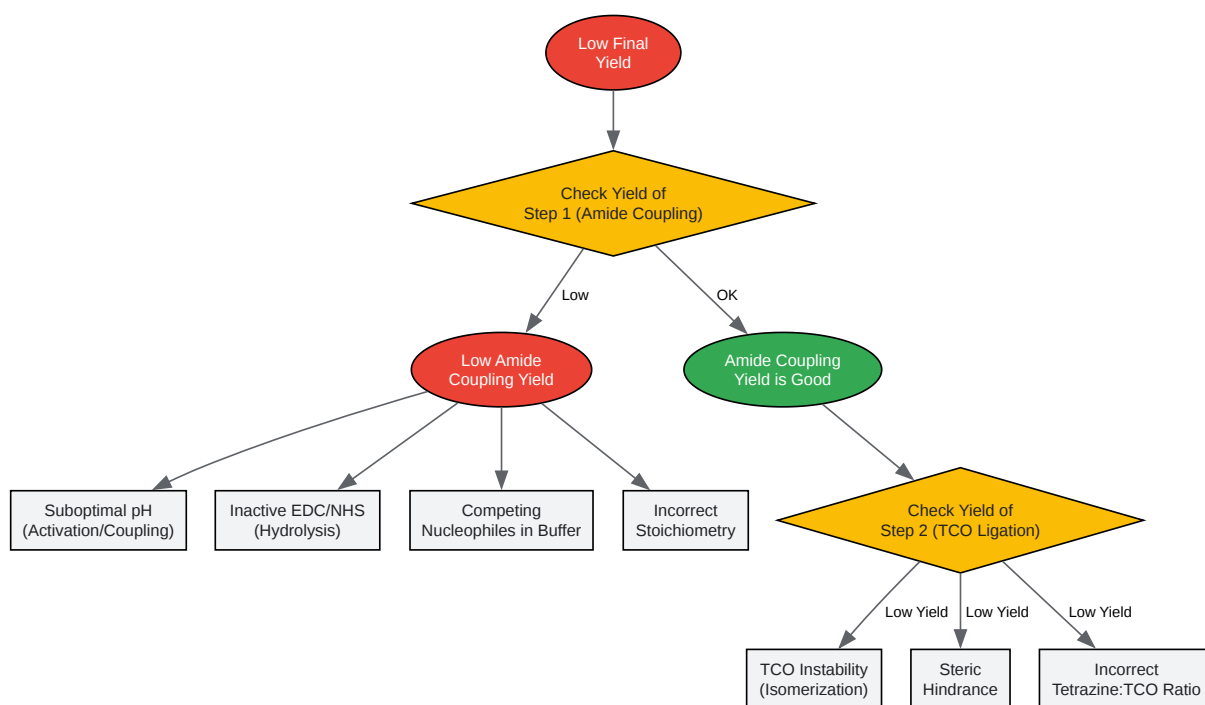 Low Final
Yield
Check Yield of
Step 1 (Amide Coupling)
Low
OK
Low Amide
Coupling Yield
Amide Coupling
Yield is Good
Suboptimal pH
(Activation/Coupling)
Inactive EDC/NHS
(Hydrolysis)
Competing
Nucleophiles in Buffer
Incorrect
Stoichiometry
Check Yield of
Step 2 (TCO Ligation)
Low Yield
Low Yield
Low Yield
TCO Instability
(Isomerization)
Steric
Hindrance
Incorrect
Tetrazine:TCO Ratio